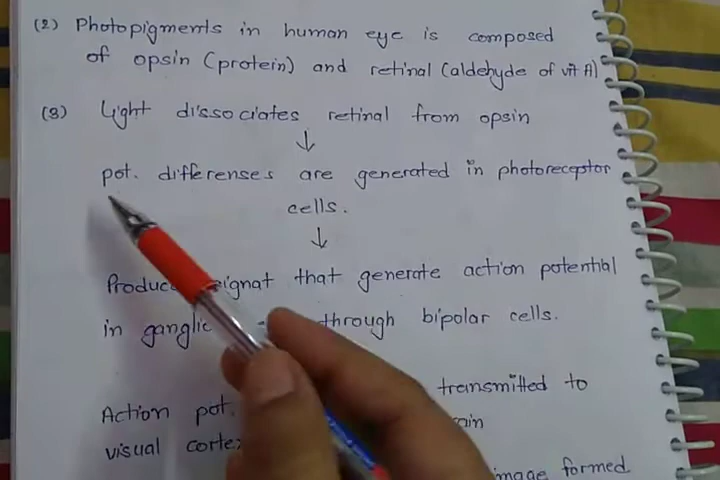 (2) Photopigments in human eye is composed
of opsin (protein) and retinal (aldehyde of vit A)
(3) Light dissociates retinal from opsin
↓
pot. differenses are generated in photoreceptor
cells.
↓
Produce signat that generate action potential
in through bipolar cells.
Action pot. transmitted to
visual
image formed